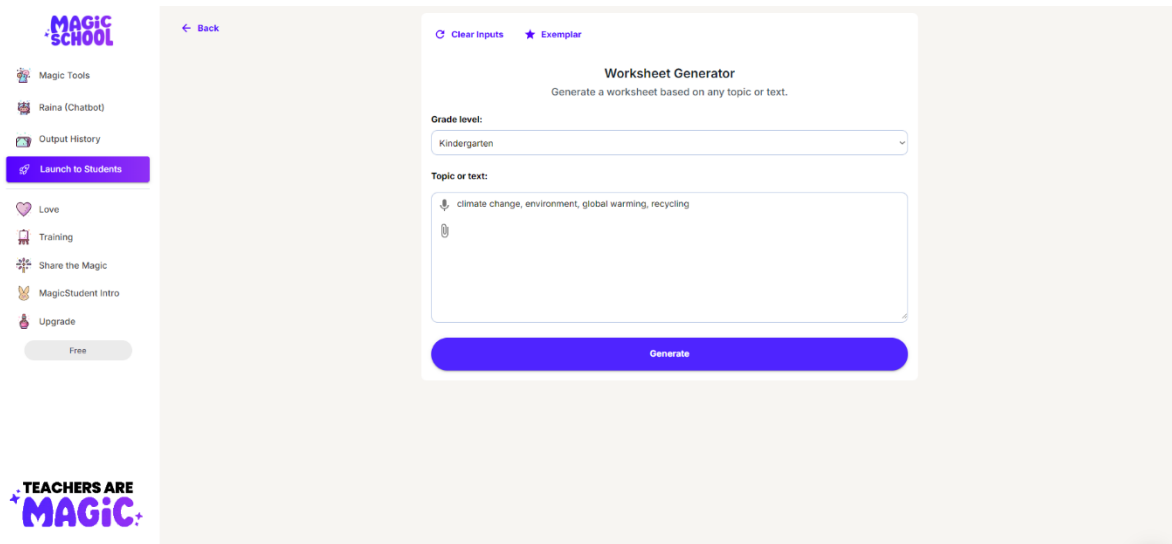 MAGiC
SCHOOL
Magic Tools
Raina (Chatbot)
Output History
Launch to Students
Love
Training
Share the Magic
MagicStudent Intro
Upgrade
Free
TEACHERS ARE
MAGiC
Back
Clear Inputs
Exemplar
Worksheet Generator
Generate a worksheet based on any topic or text.
Grade level:
Kindergarten
Topic or text:
climate change, environment, global warming, recycling
Generate